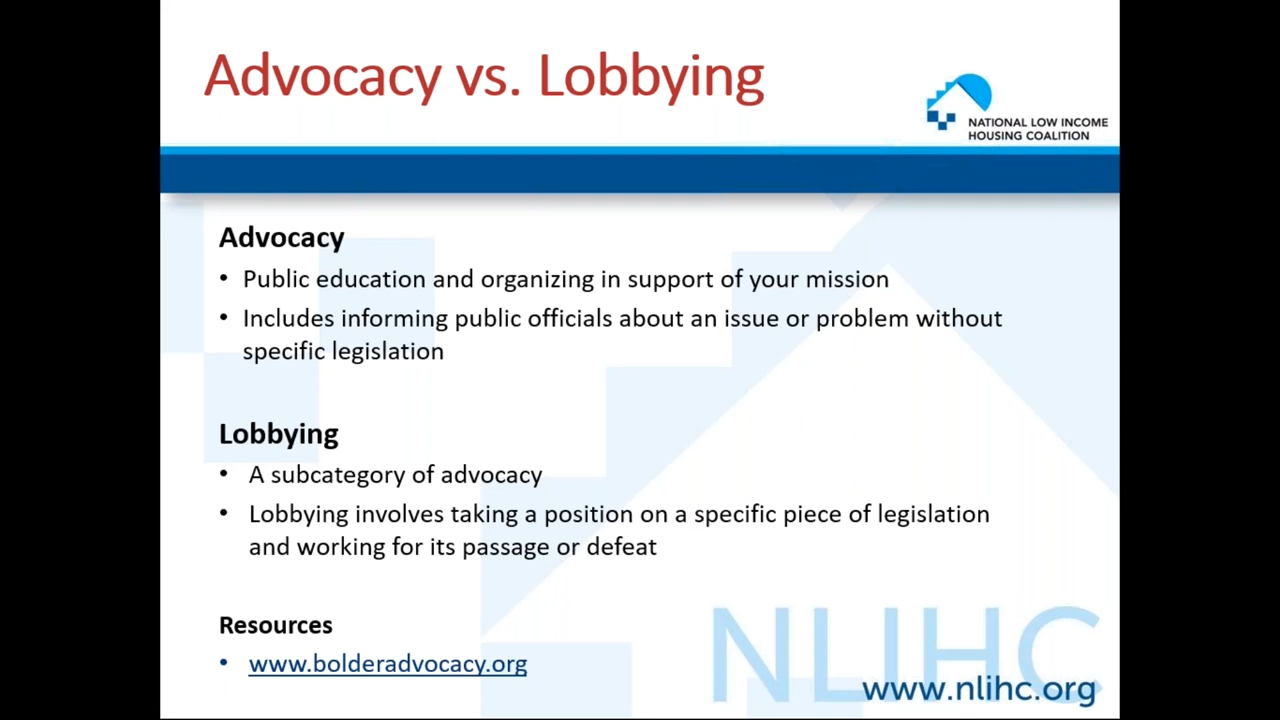 Advocacy vs. Lobbying
NATIONAL LOW INCOME
HOUSING COALITION
Advocacy
• Public education and organizing in support of your mission
• Includes informing public officials about an issue or problem without
specific legislation
Lobbying
• A subcategory of advocacy
• Lobbying involves taking a position on a specific piece of legislation
and working for its passage or defeat
Resources
• www.bolderadvocacy.org
NLIHC
www.nlihc.org